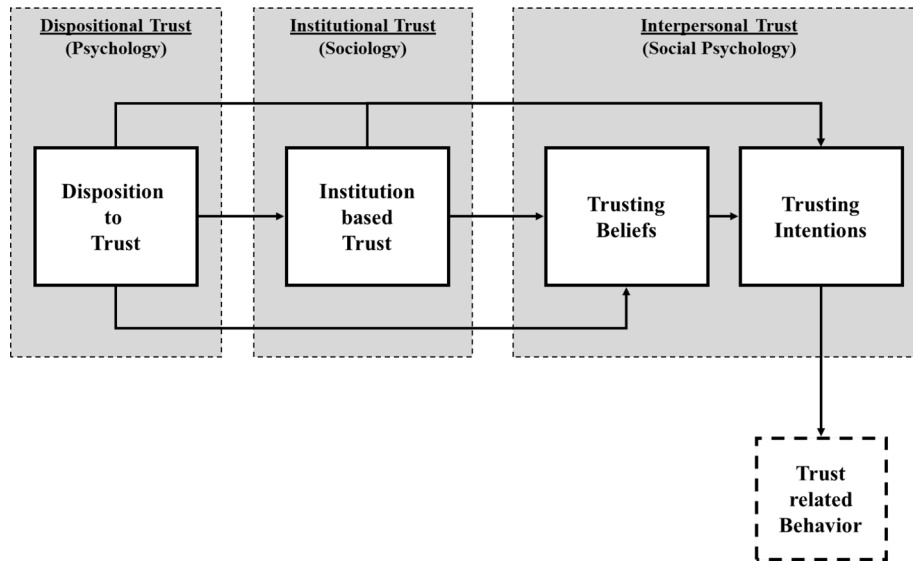 Dispositional Trust
(Psychology)
Institutional Trust
(Sociology)
Interpersonal Trust
(Social Psychology)
Disposition
to
Trust
Institution
based
Trust
Trusting
Beliefs
Trusting
Intentions
Trust
related
Behavior